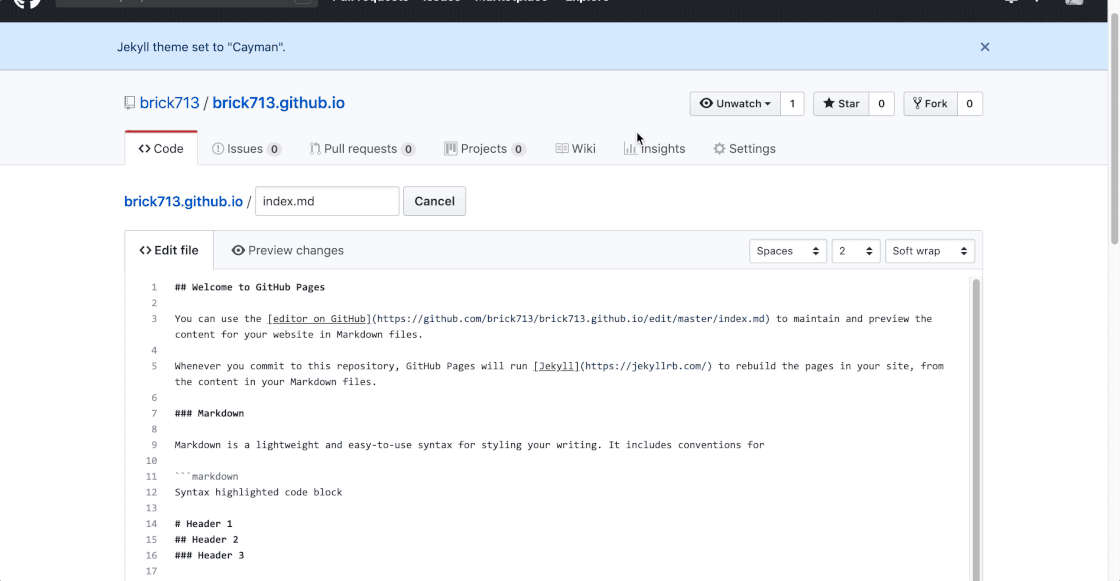 Jekyll theme set to "Cayman".
brick713 / brick713.github.io
Unwatch 1 Star 0 Fork 0
Code Issues 0 Pull requests 0 Projects 0 Wiki Insights Settings
brick713.github.io / index.md Cancel
Edit file Preview changes Spaces 2 Soft wrap
1 ## Welcome to GitHub Pages
2
3 You can use the [editor on GitHub](https://github.com/brick713/brick713.github.io/edit/master/index.md) to maintain and preview the
content for your website in Markdown files.
4
5 Whenever you commit to this repository, GitHub Pages will run [Jekyll](https://jekyllrb.com/) to rebuild the pages in your site, from
the content in your Markdown files.
6
7 ### Markdown
8
9 Markdown is a lightweight and easy-to-use syntax for styling your writing. It includes conventions for
10
11 ```markdown
12 Syntax highlighted code block
13
14 # Header 1
15 ## Header 2
16 ### Header 3
17